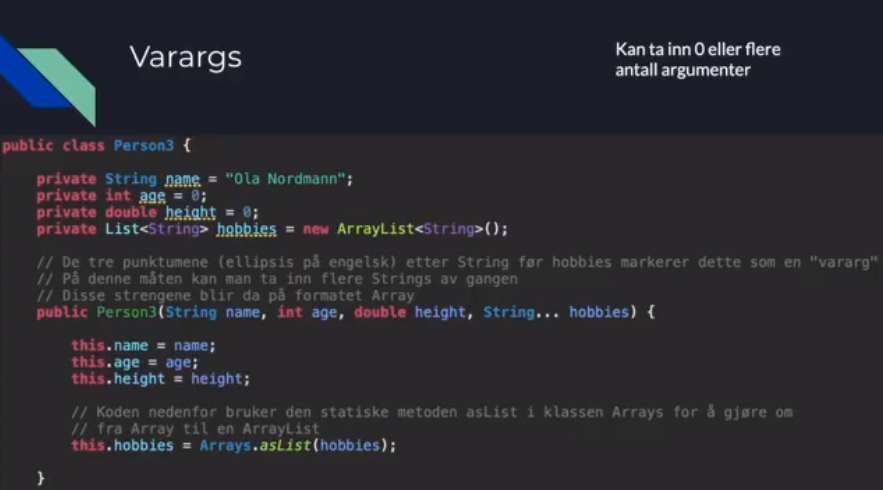 Varargs
Kan ta inn 0 eller flere
antall argumenter
public class Person3 {
private String name = "Ola Nordmann";
private int age = 0;
private double height = 0;
private List<String> hobbies = new ArrayList<String>();
// De tre punktumene (ellipsis på engelsk) etter String før hobbies markerer dette som en "vararg"
// På denne måten kan man ta inn flere Strings av gangen
// Disse strengene blir da på formatet Array
public Person3(String name, int age, double height, String... hobbies) {
this.name = name;
this.age = age;
this.height = height;
// Koden nedenfor bruker den statiske metoden asList i klassen Arrays for å gjøre om
// fra Array til en ArrayList
this.hobbies = Arrays.asList(hobbies);
}